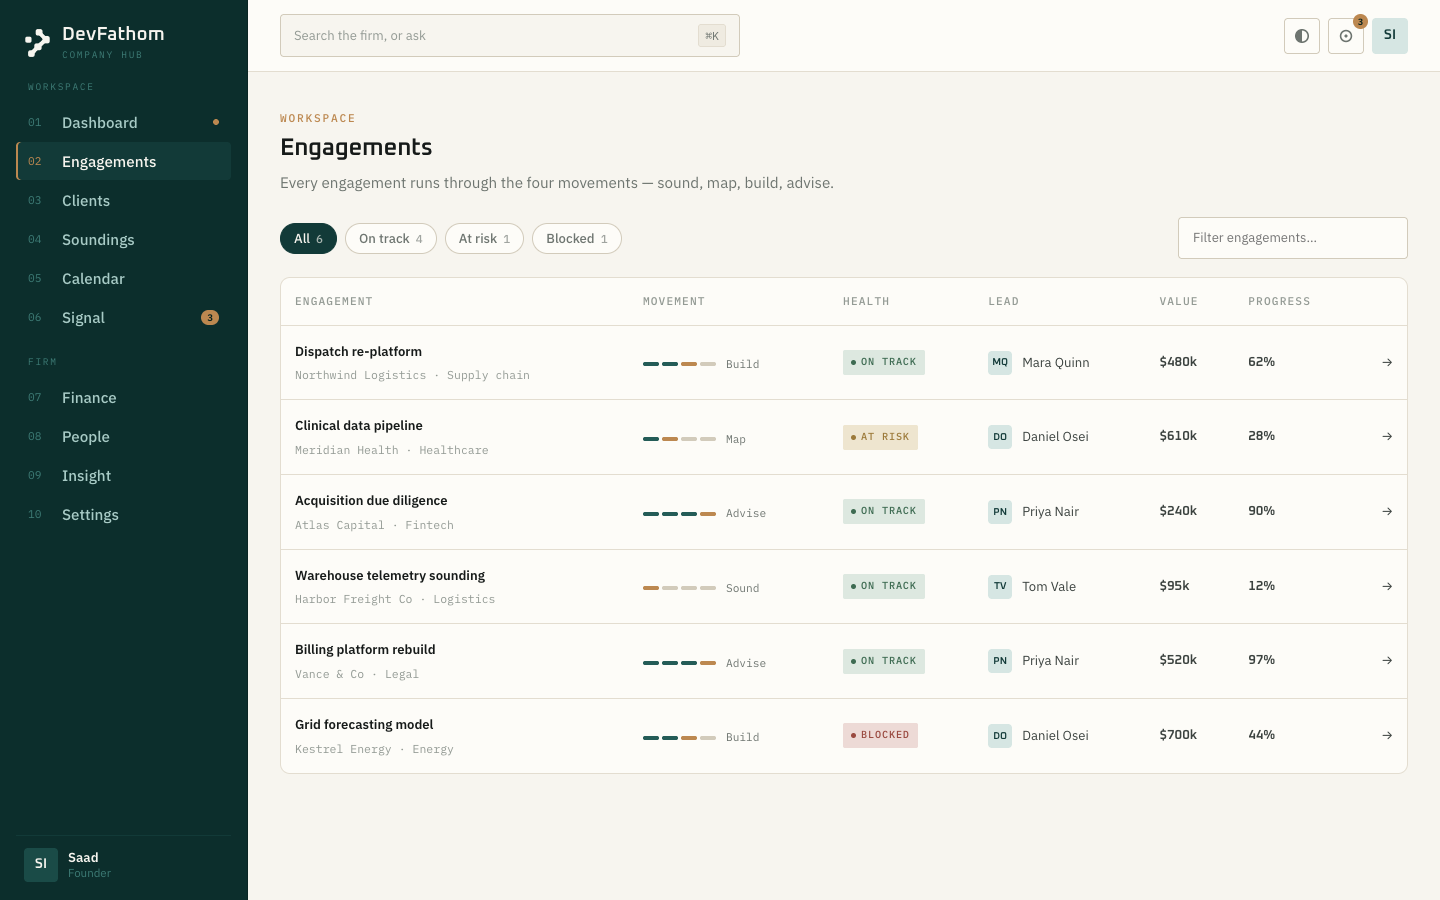 DevFathom
COMPANY HUB
WORKSPACE
01 Dashboard
02 Engagements
03 Clients
04 Soundings
05 Calendar
06 Signal 3
FIRM
07 Finance
08 People
09 Insight
10 Settings
SI
Saad
Founder
Search the firm, or ask ⌘K
3
SI
WORKSPACE
Engagements
Every engagement runs through the four movements — sound, map, build, advise.
All 6 On track 4 At risk 1 Blocked 1 Filter engagements...
ENGAGEMENT MOVEMENT HEALTH LEAD VALUE PROGRESS
Dispatch re-platform
Northwind Logistics · Supply chain
Build ON TRACK MQ Mara Quinn $480k 62% →
Clinical data pipeline
Meridian Health · Healthcare
Map AT RISK DO Daniel Osei $610k 28% →
Acquisition due diligence
Atlas Capital · Fintech
Advise ON TRACK PN Priya Nair $240k 90% →
Warehouse telemetry sounding
Harbor Freight Co · Logistics
Sound ON TRACK TV Tom Vale $95k 12% →
Billing platform rebuild
Vance & Co · Legal
Advise ON TRACK PN Priya Nair $520k 97% →
Grid forecasting model
Kestrel Energy · Energy
Build BLOCKED DO Daniel Osei $700k 44% →